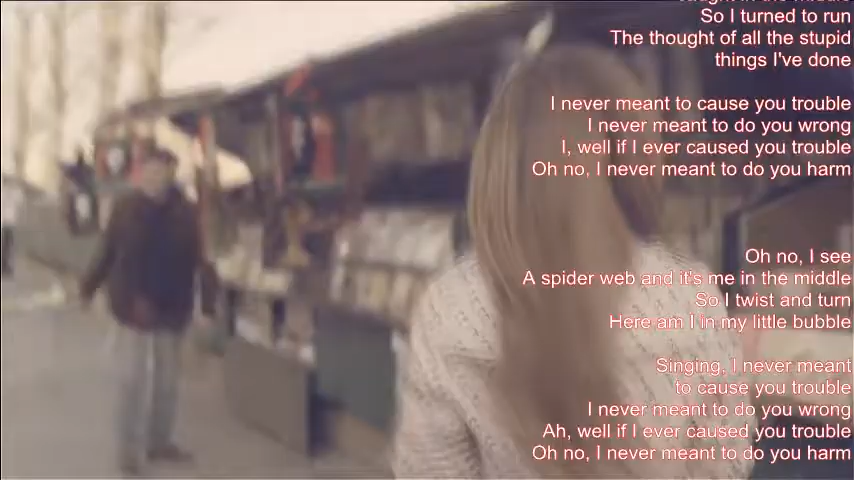 So I turned to run
The thought of all the stupid
things I've done
I never meant to cause you trouble
I never meant to do you wrong
I, well if I ever caused you trouble
Oh no, I never meant to do you harm
Oh no, I see
A spider web and it's me in the middle
So I twist and turn
Here am I in my little bubble
Singing, I never meant
to cause you trouble
I never meant to do you wrong
Ah, well if I ever caused you trouble
Oh no, I never meant to do you harm